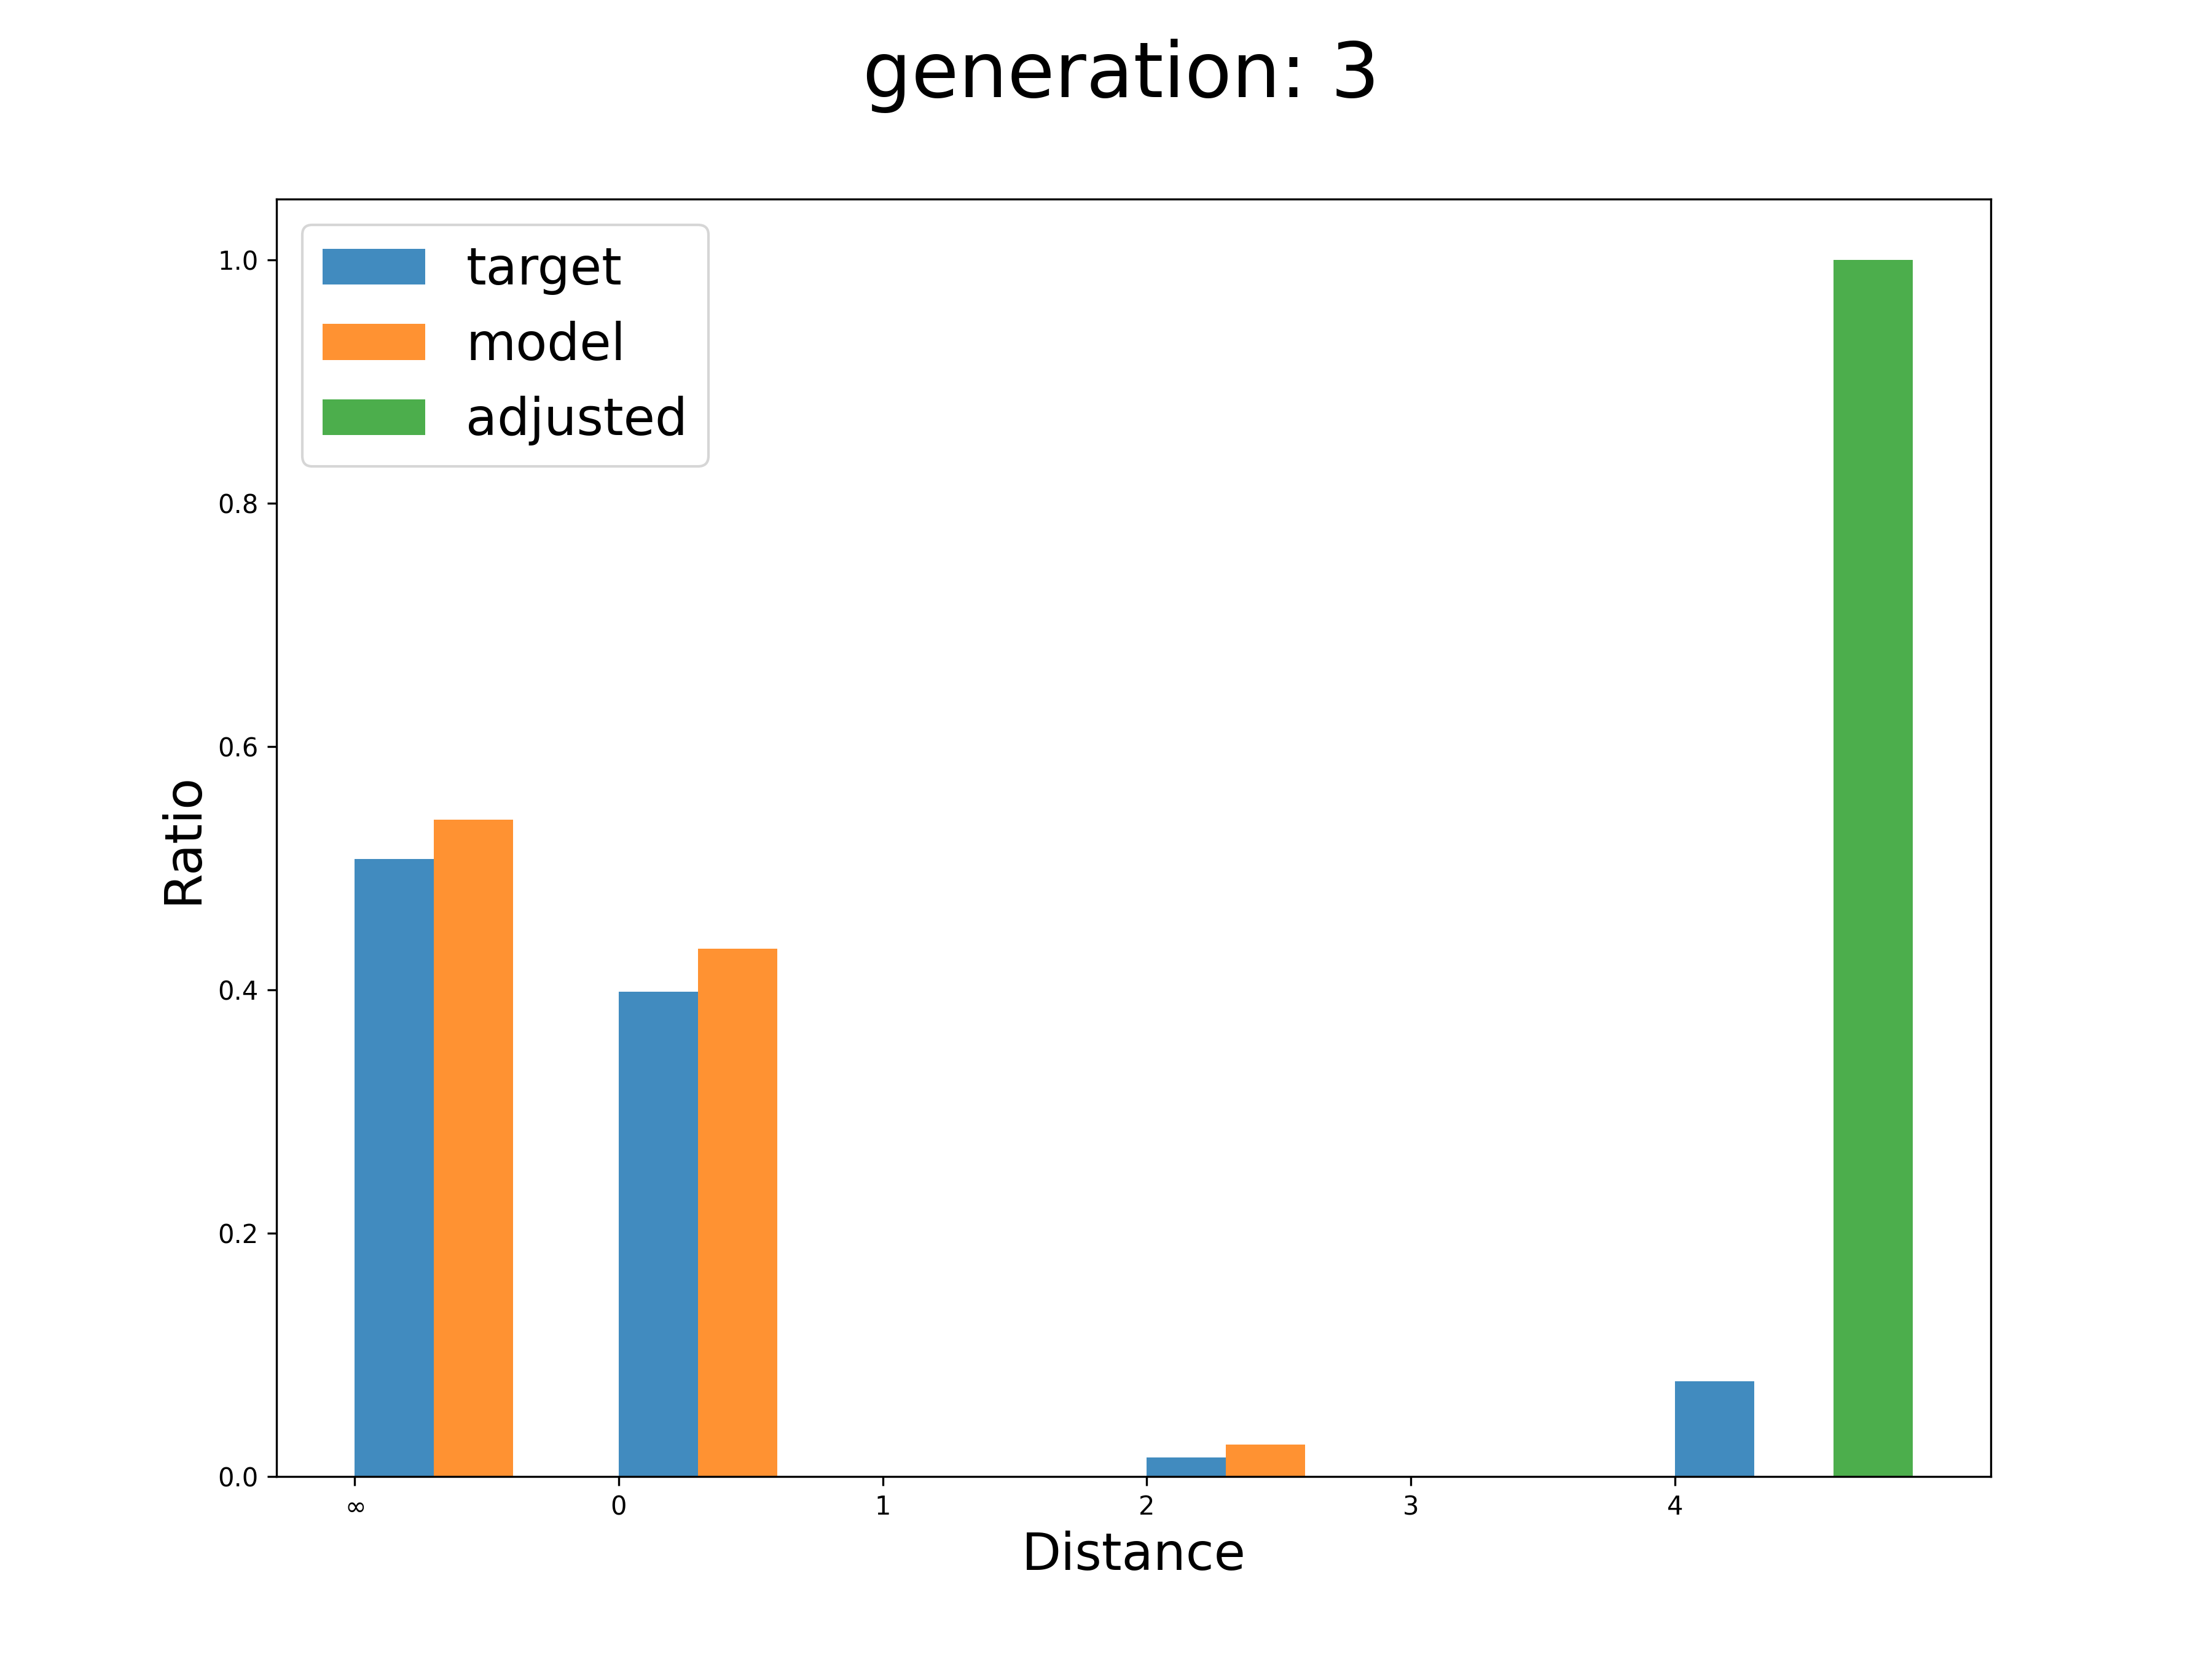 generation: 3
target
model
adjusted
1.0
0.8
0.6
0.4
0.2
0.0
Ratio
∞ 0 1 2 3 4
Distance